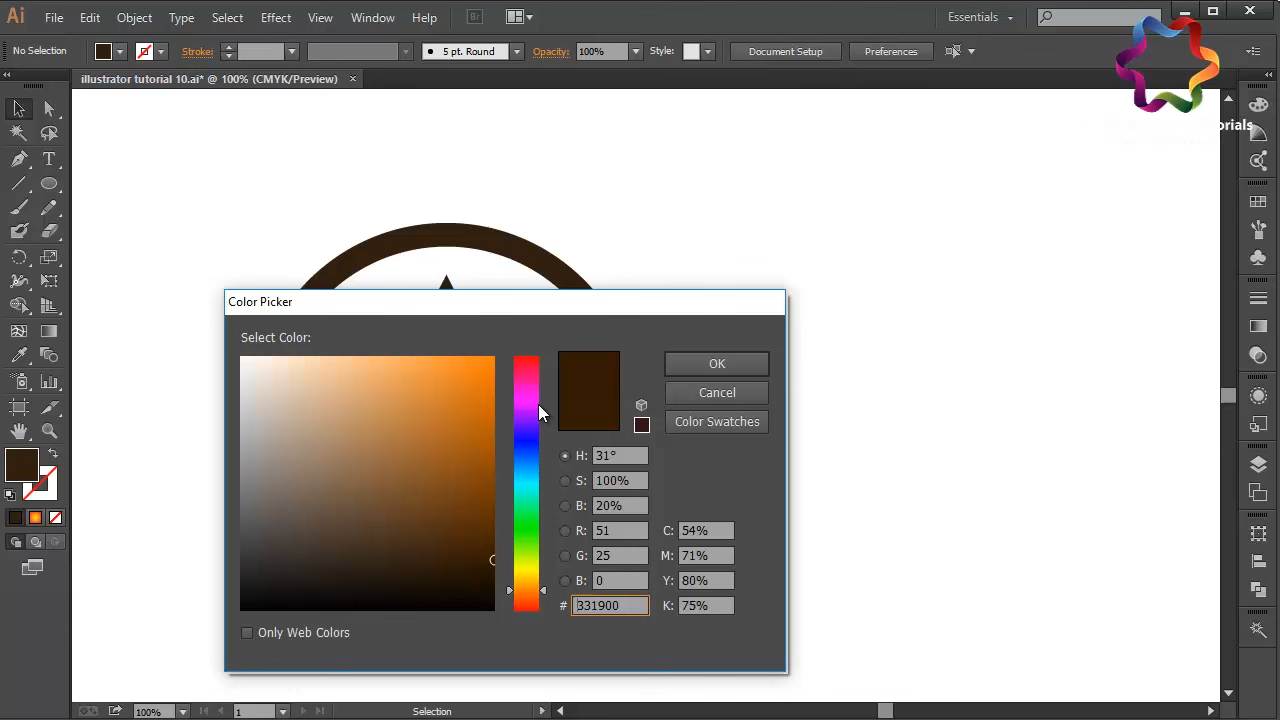 Ai File Edit Object Type Select Effect View Window Help Br Essentials
No Selection Stroke: 5 pt. Round Opacity: 100% Style: Document Setup Preferences
illustrator tutorial 10.ai* @ 100% (CMYK/Preview) ×
orials
Color Picker
Select Color:
OK
Cancel
Color Swatches
H: 31°
S: 100%
B: 20%
R: 51 C: 54%
G: 25 M: 71%
B: 0 Y: 80%
# 331900 K: 75%
Only Web Colors
100% 1 Selection